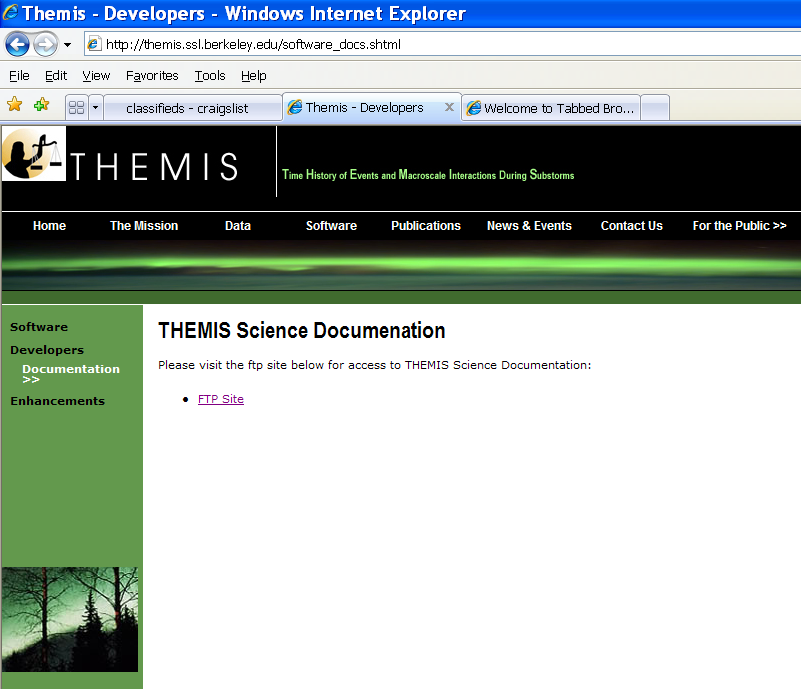 Themis - Developers - Windows Internet Explorer
http://themis.ssl.berkeley.edu/software_docs.shtml
File Edit View Favorites Tools Help
classifieds - craigslist Themis - Developers X Welcome to Tabbed Bro...
THEMIS
Time History of Events and Macroscale Interactions During Substorms
Home The Mission Data Software Publications News & Events Contact Us For the Public >>
Software
Developers
Documentation
>>
Enhancements
THEMIS Science Documenation
Please visit the ftp site below for access to THEMIS Science Documentation:
• FTP Site